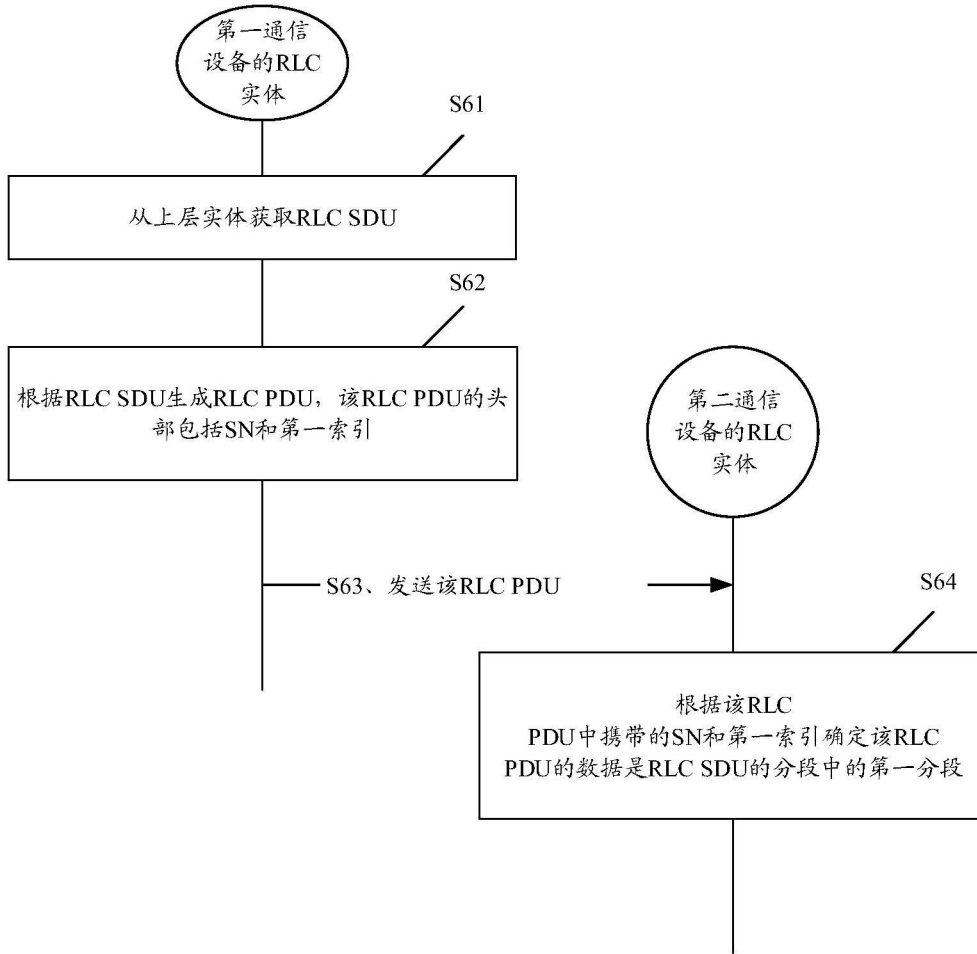 第一通信
设备的RLC
实体
S61
从上层实体获取RLC SDU
S62
根据RLC SDU生成RLC PDU，该RLC PDU的头
部包括SN和第一索引
第二通信
设备的RLC
实体
S63、发送该RLC PDU
S64
根据该RLC
PDU中携带的SN和第一索引确定该RLC
PDU的数据是RLC SDU的分段中的第一分段